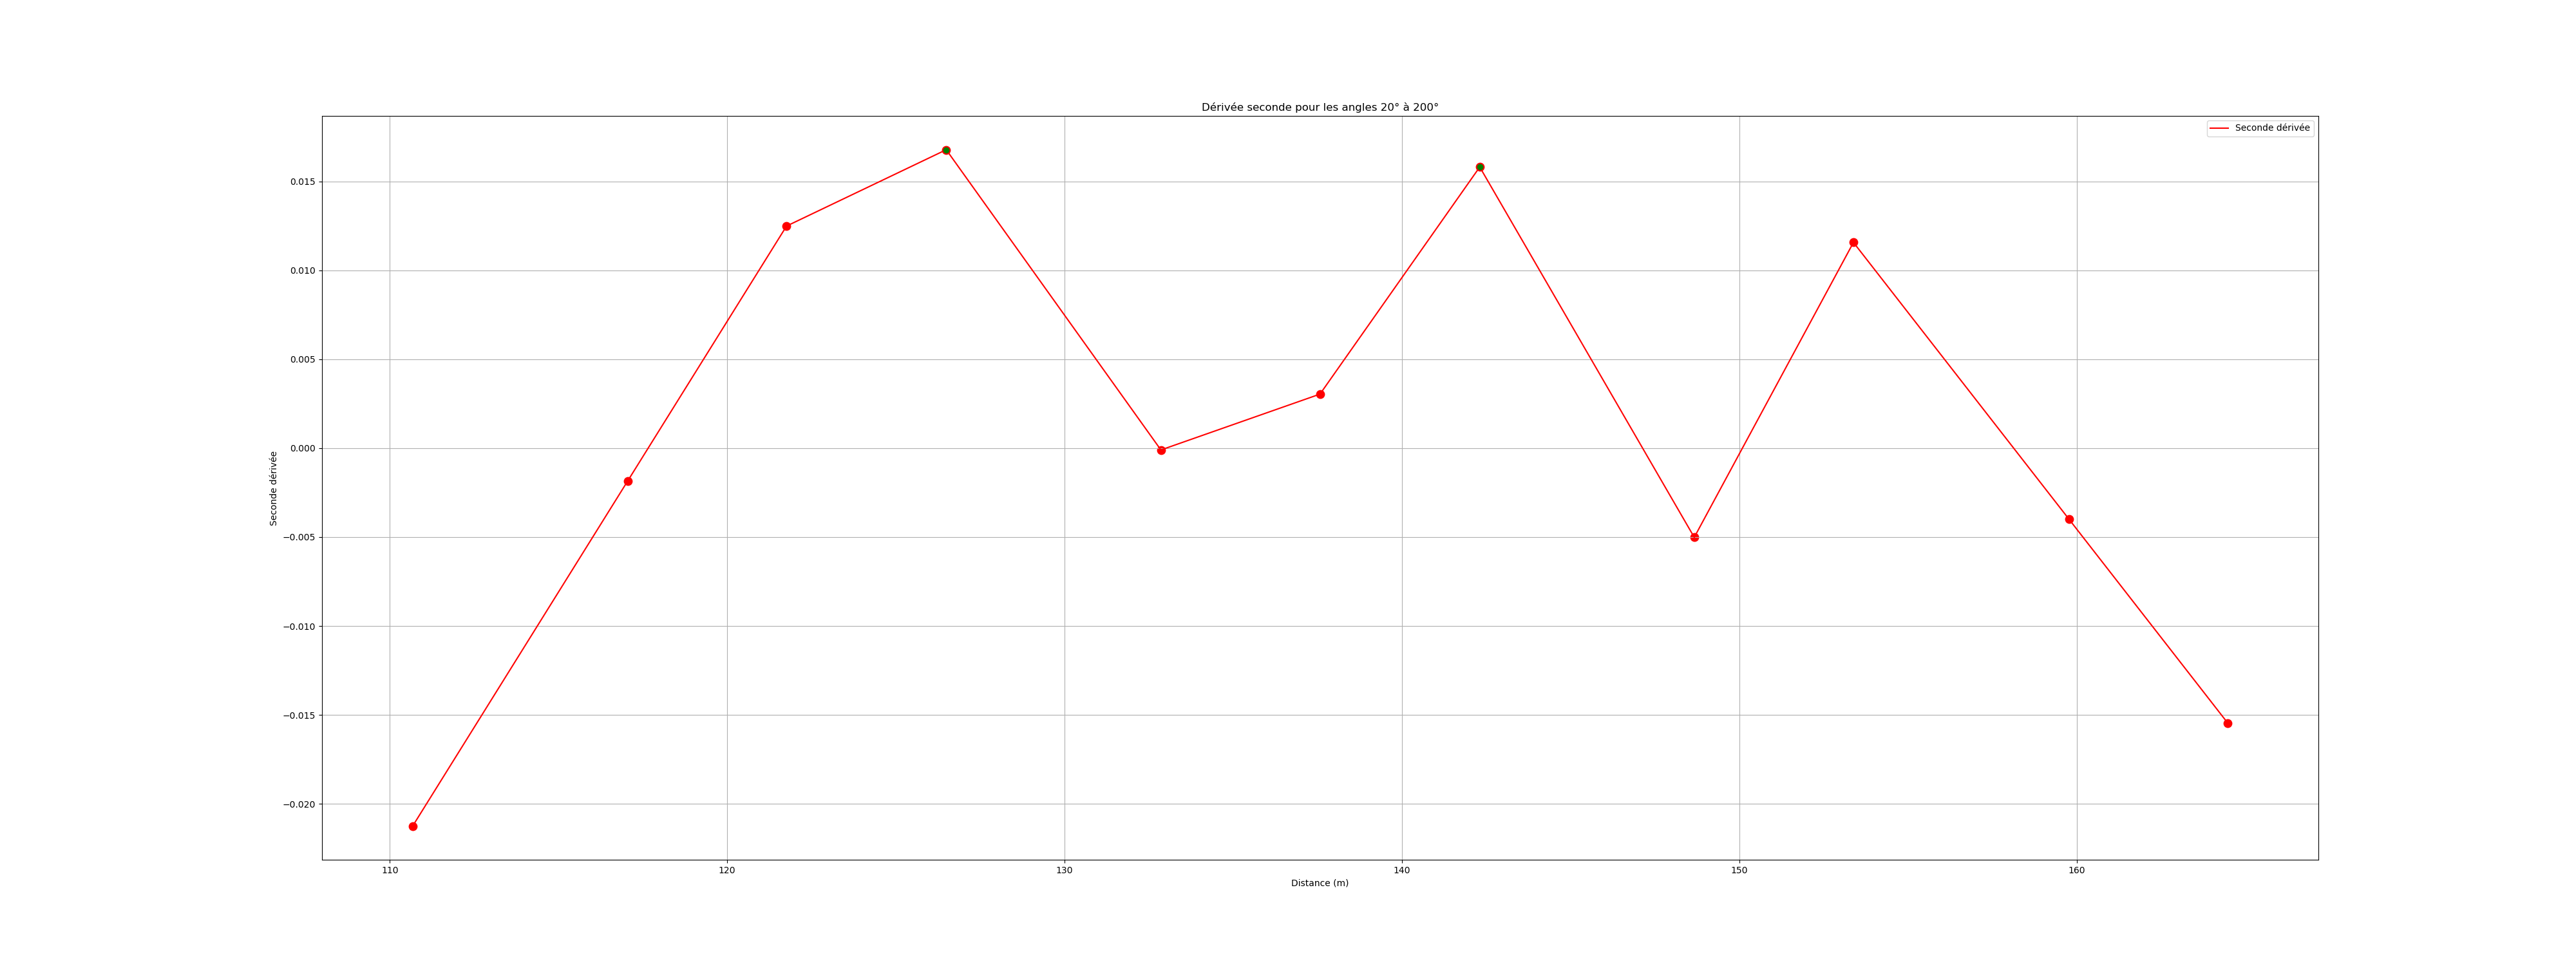 Dérivée seconde pour les angles 20° à 200°
Seconde dérivée
0.015
0.010
0.005
0.000
−0.005
−0.010
−0.015
−0.020
Seconde dérivée
110 120 130 140 150 160
Distance (m)